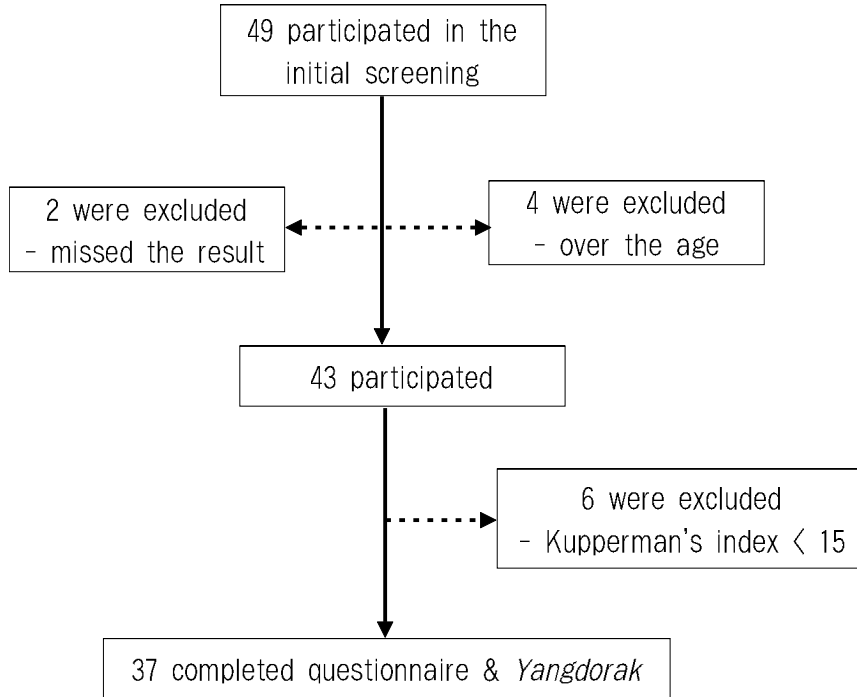 49 participated in the
initial screening
2 were excluded
- missed the result
4 were excluded
- over the age
43 participated
6 were excluded
- Kupperman's index < 15
37 completed questionnaire & Yangdorak